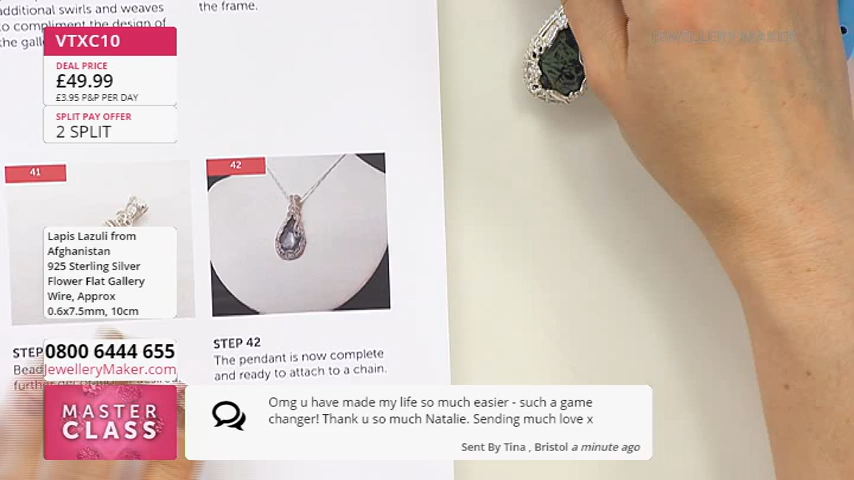 additional swirls and weaves
to compliment the design of
the gall
the frame.
VTXC10
DEAL PRICE
£49.99
£3.95 P&P PER DAY
SPLIT PAY OFFER
2 SPLIT
JEWELLERYMAKER
41
42
Lapis Lazuli from
Afghanistan
925 Sterling Silver
Flower Flat Gallery
Wire, Approx
0.6x7.5mm, 10cm
STEP
Bead
STEP 42
The pendant is now complete
and ready to attach to a chain.
0800 6444 655
JewelleryMaker.com
MASTER
CLASS
Omg u have made my life so much easier - such a game
changer! Thank u so much Natalie. Sending much love x
Sent By Tina , Bristol a minute ago